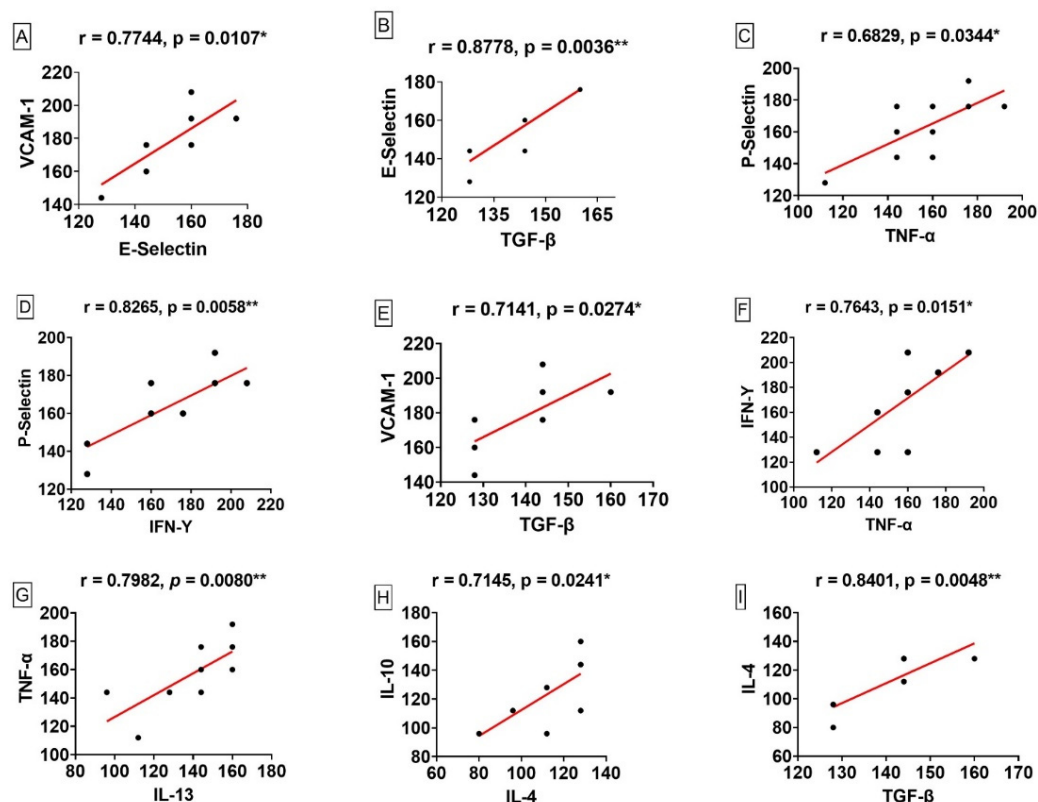 A
r = 0.7744, p = 0.0107*
VCAM-1
220
200
180
160
140
100
120
140
160
180
E-Selectin
B
r = 0.8778, p = 0.0036**
E-Selectin
180
160
140
120
120
135
150
165
TGF-β
C
r = 0.6829, p = 0.0344*
P-Selectin
200
180
160
140
120
100
120
140
160
180
200
TNF-α
D
r = 0.8265, p = 0.0058**
P-Selectin
200
180
160
140
120
120
140
160
180
200
220
IFN-Y
E
r = 0.7141, p = 0.0274*
VCAM-1
220
200
180
160
140
120
130
140
150
160
170
TGF-β
F
r = 0.7643, p = 0.0151*
IFN-Y
220
200
180
160
140
120
100
100
120
140
160
180
200
TNF-α
G
r = 0.7982, p = 0.0080**
TNF-α
200
180
160
140
120
100
80
100
120
140
160
180
IL-13
H
r = 0.7145, p = 0.0241*
IL-10
180
160
140
120
100
80
60
80
100
120
140
IL-4
I
r = 0.8401, p = 0.0048**
IL-4
160
140
120
100
80
60
120
130
140
150
160
170
TGF-β